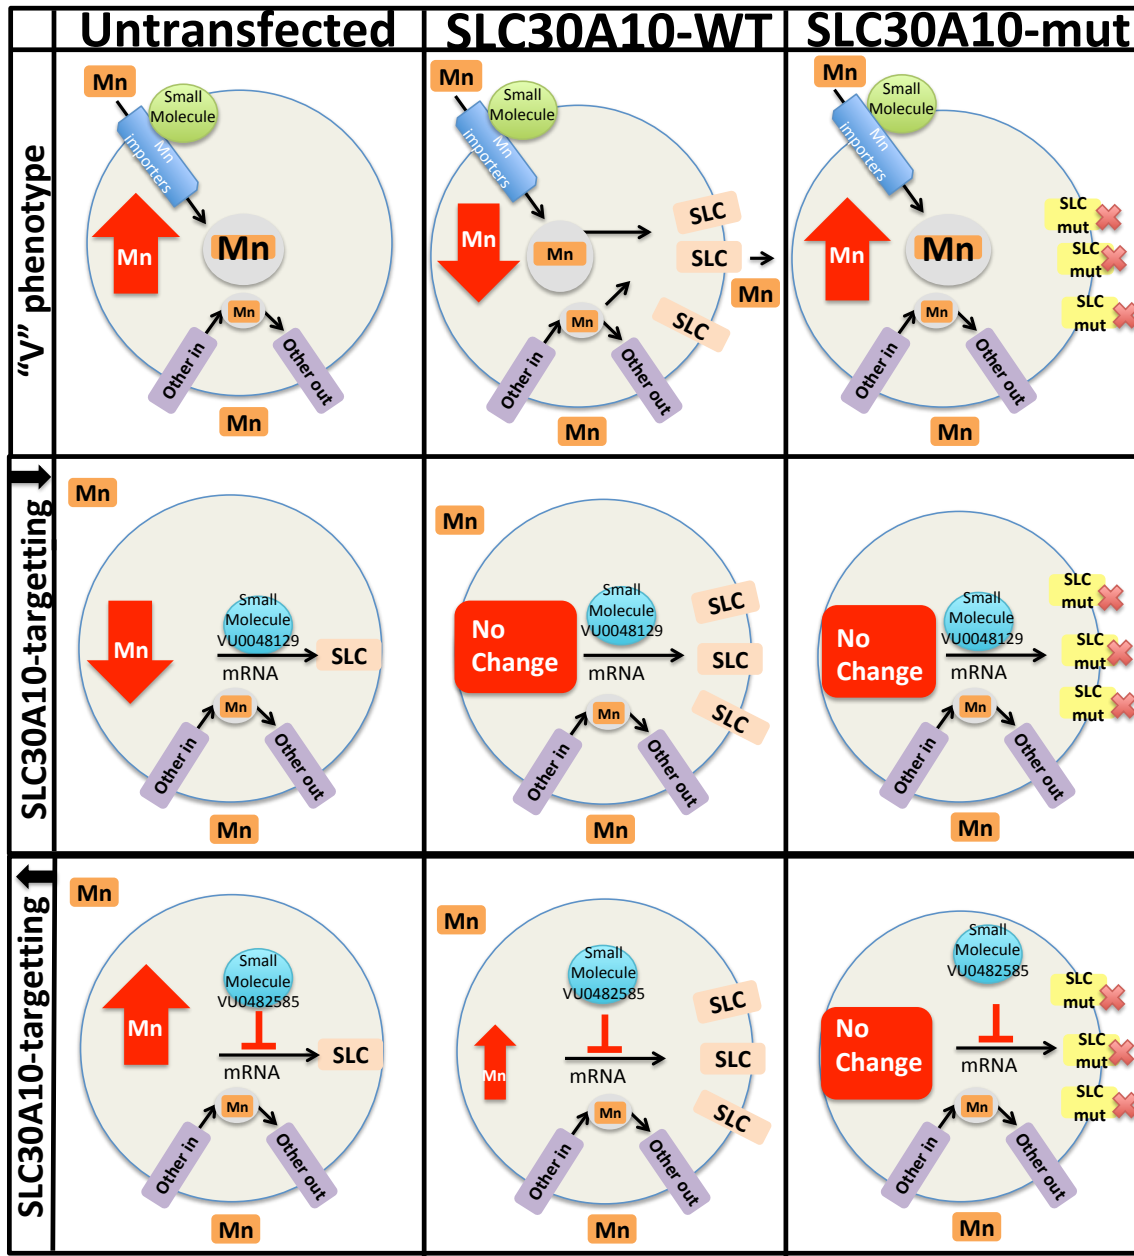 Untransfected
SLC30A10-WT
SLC30A10-mut
"V" phenotype
Mn
Small
Molecule
Mn
importers
Mn
Mn
Mn
Other in
Other out
Mn
Mn
Small
Molecule
Mn
importers
Mn
Mn
SLC
SLC
SLC
Mn
Mn
Other in
Other out
Mn
Mn
Small
Molecule
Mn
importers
Mn
Mn
SLC
mut
SLC
mut
SLC
mut
Mn
Other in
Other out
Mn
SLC30A10-targetting
Mn
Small
Molecule
VU0048129
Mn
mRNA
SLC
Mn
Other in
Other out
Mn
Mn
Small
Molecule
VU0048129
No
Change
mRNA
SLC
SLC
SLC
Mn
Other in
Other out
Mn
Small
Molecule
VU0048129
No
Change
mRNA
SLC
mut
SLC
mut
SLC
mut
Mn
Other in
Other out
Mn
SLC30A10-targetting
Mn
Small
Molecule
VU0482585
Mn
mRNA
SLC
Mn
Other in
Other out
Mn
Mn
Small
Molecule
VU0482585
Mn
mRNA
SLC
SLC
SLC
Mn
Other in
Other out
Mn
Small
Molecule
VU0482585
No
Change
mRNA
SLC
mut
SLC
mut
SLC
mut
Mn
Other in
Other out
Mn